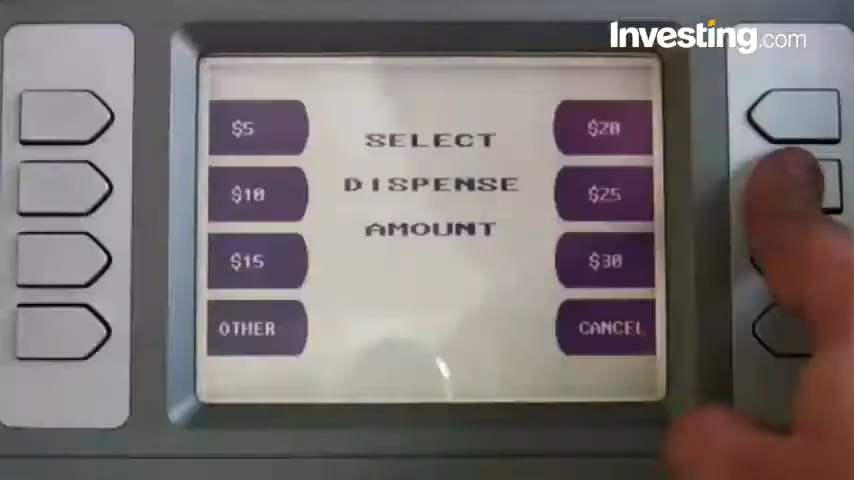 Investing.com
SELECT
DISPENSE
AMOUNT
$5
$10
$15
OTHER
$20
$25
$30
CANCEL